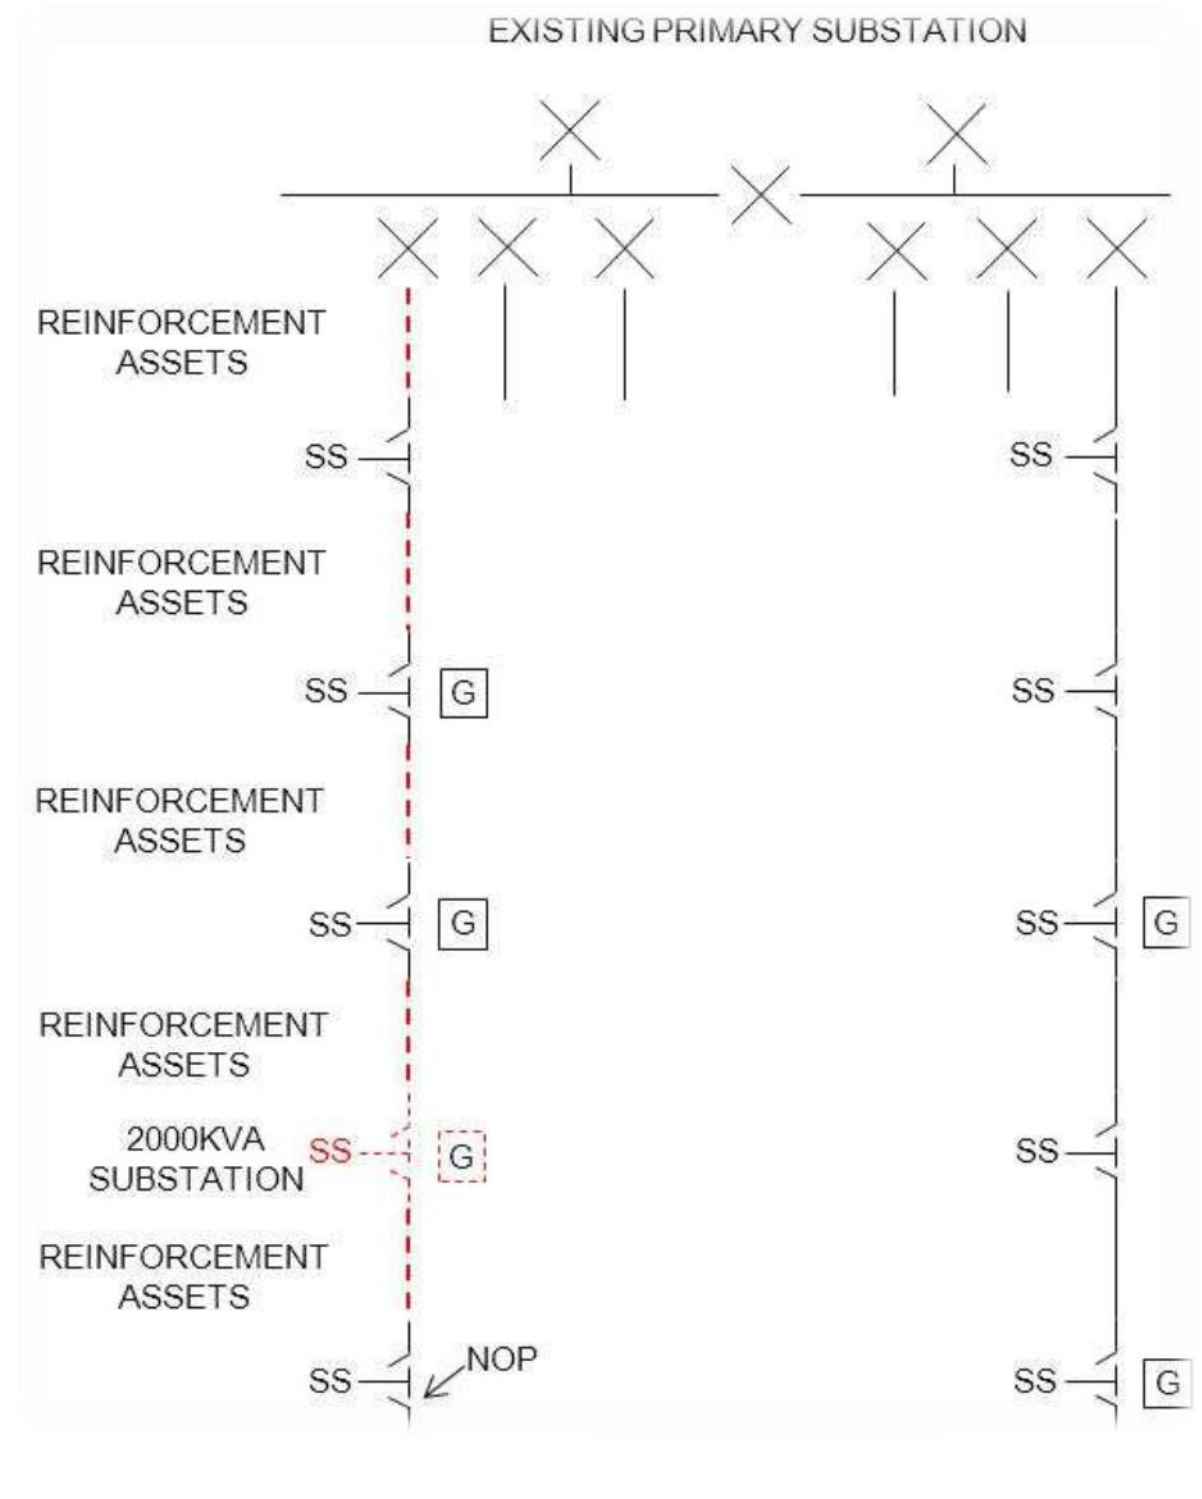 EXISTING PRIMARY SUBSTATION
REINFORCEMENT
ASSETS
SS
SS
REINFORCEMENT
ASSETS
SS
G
SS
REINFORCEMENT
ASSETS
SS
G
SS
G
REINFORCEMENT
ASSETS
2000KVA
SUBSTATION
SS
G
SS
REINFORCEMENT
ASSETS
NOP
SS
SS
G